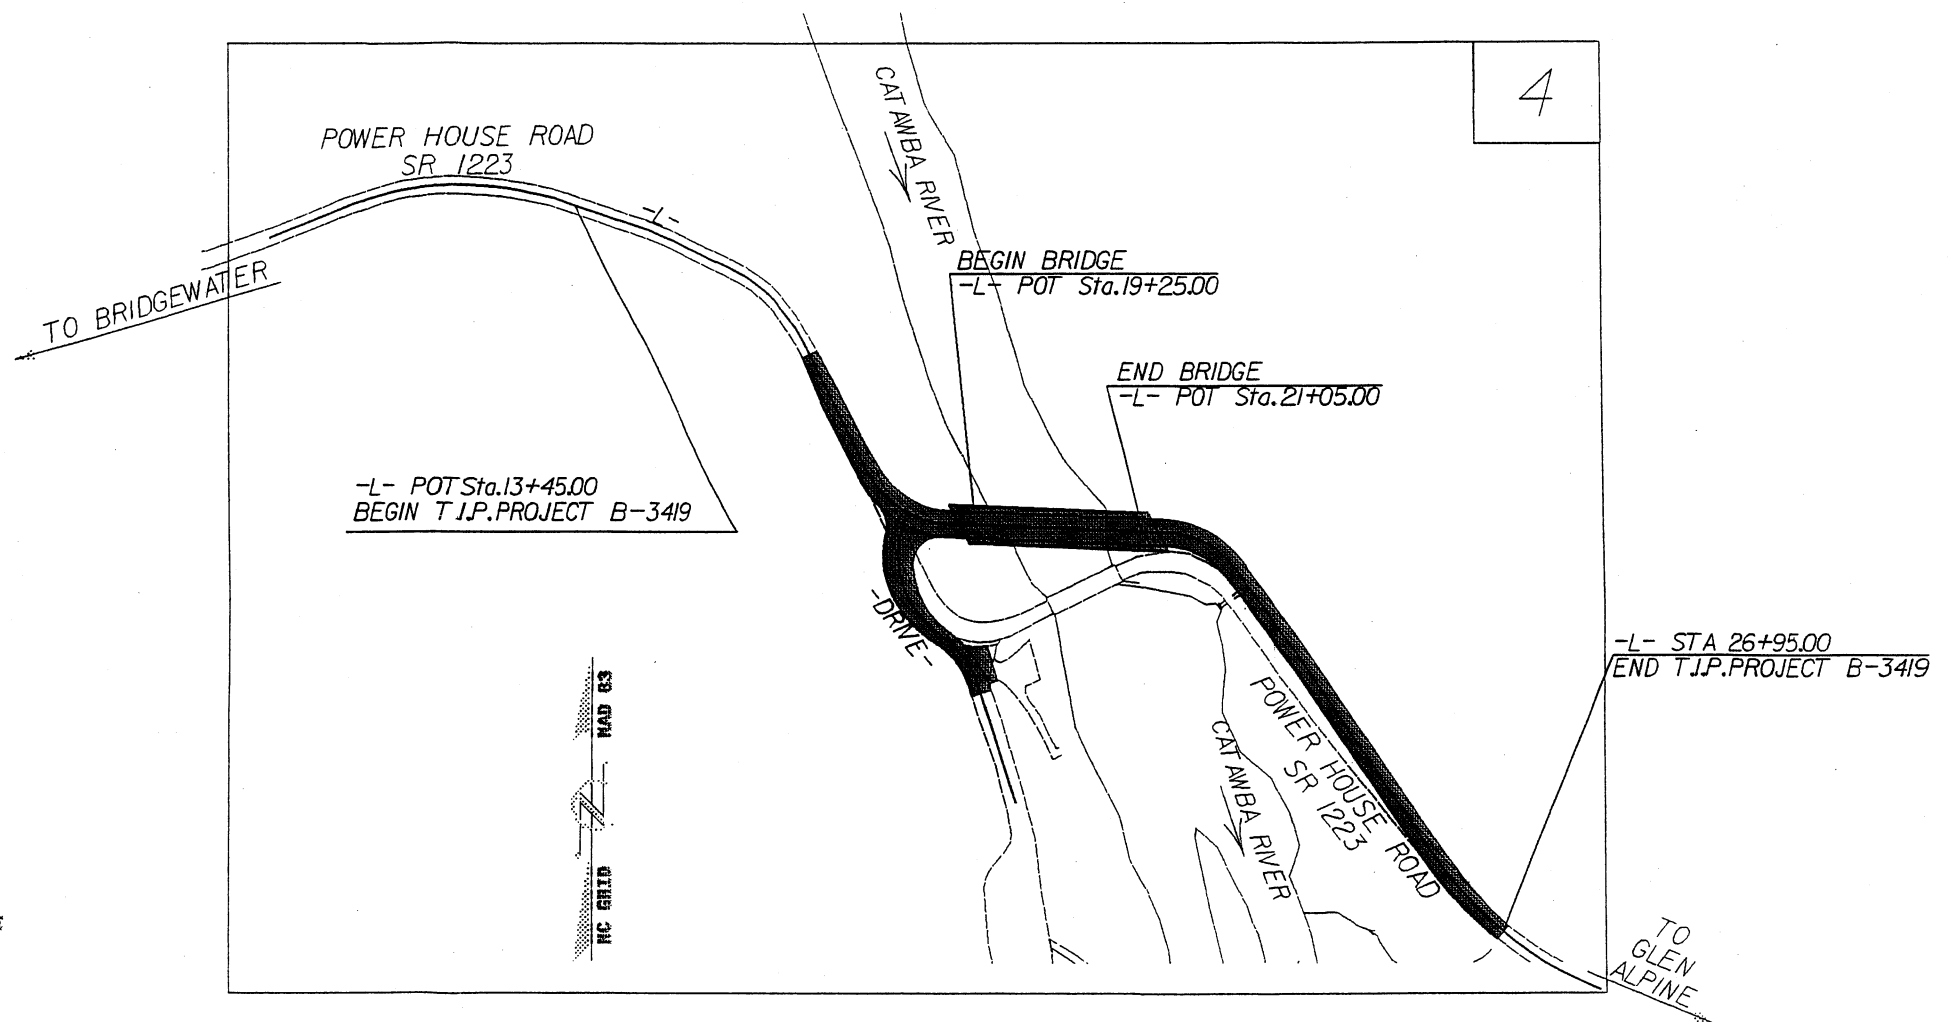 4
CATAWBA RIVER
POWER HOUSE ROAD
SR 1223
-L-
BEGIN BRIDGE
-L- POT Sta.19+25.00
TO BRIDGEWATER
END BRIDGE
-L- POT Sta.21+05.00
-L- POT Sta.13+45.00
BEGIN T.I.P. PROJECT B-3419
-DRIVE-
-L- STA 26+95.00
END T.I.P. PROJECT B-3419
NC GRID NAD 83
POWER HOUSE ROAD
SR 1223
CATAWBA RIVER
TO
GLEN
ALPINE